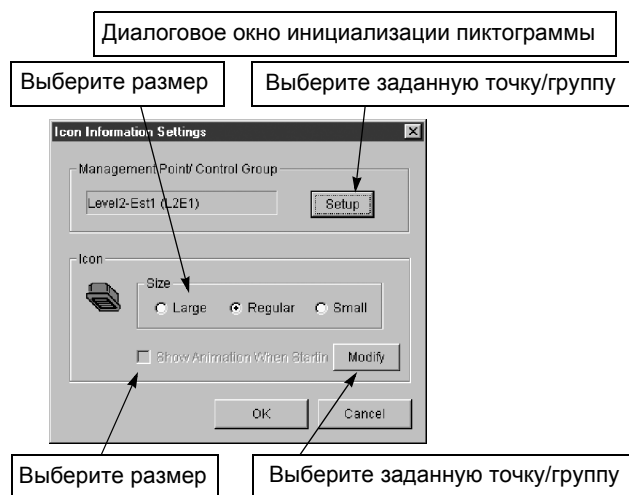 Диалоговое окно инициализации пиктограммы
Выберите размер
Выберите заданную точку/группу
Icon Information Settings
Management Point/ Control Group
Level2-Est1 (L2E1)
Setup
Icon
Size
Large Regular Small
Show Animation When Startin
Modify
OK Cancel
Выберите размер
Выберите заданную точку/группу